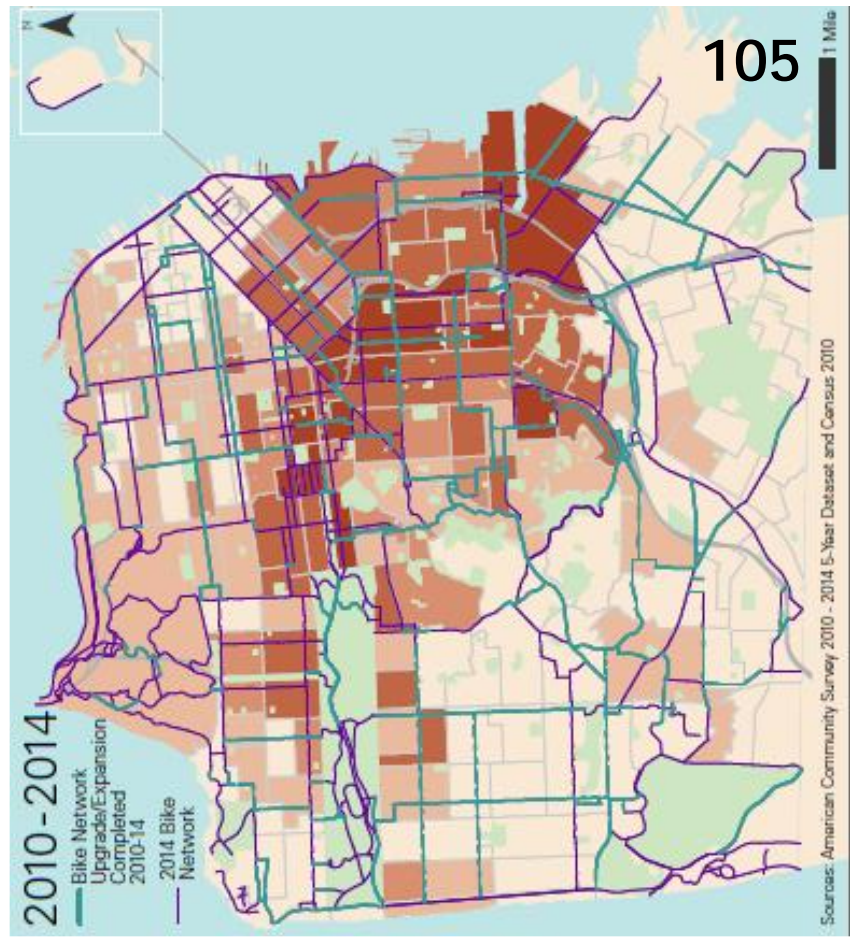 2010-2014
Bike Network
Upgrade/Expansion
Completed
2010-14
2014 Bike
Network
N
105
1 Mile
Sources: American Community Survey 2010 - 2014 5-Year Dataset and Census 2010